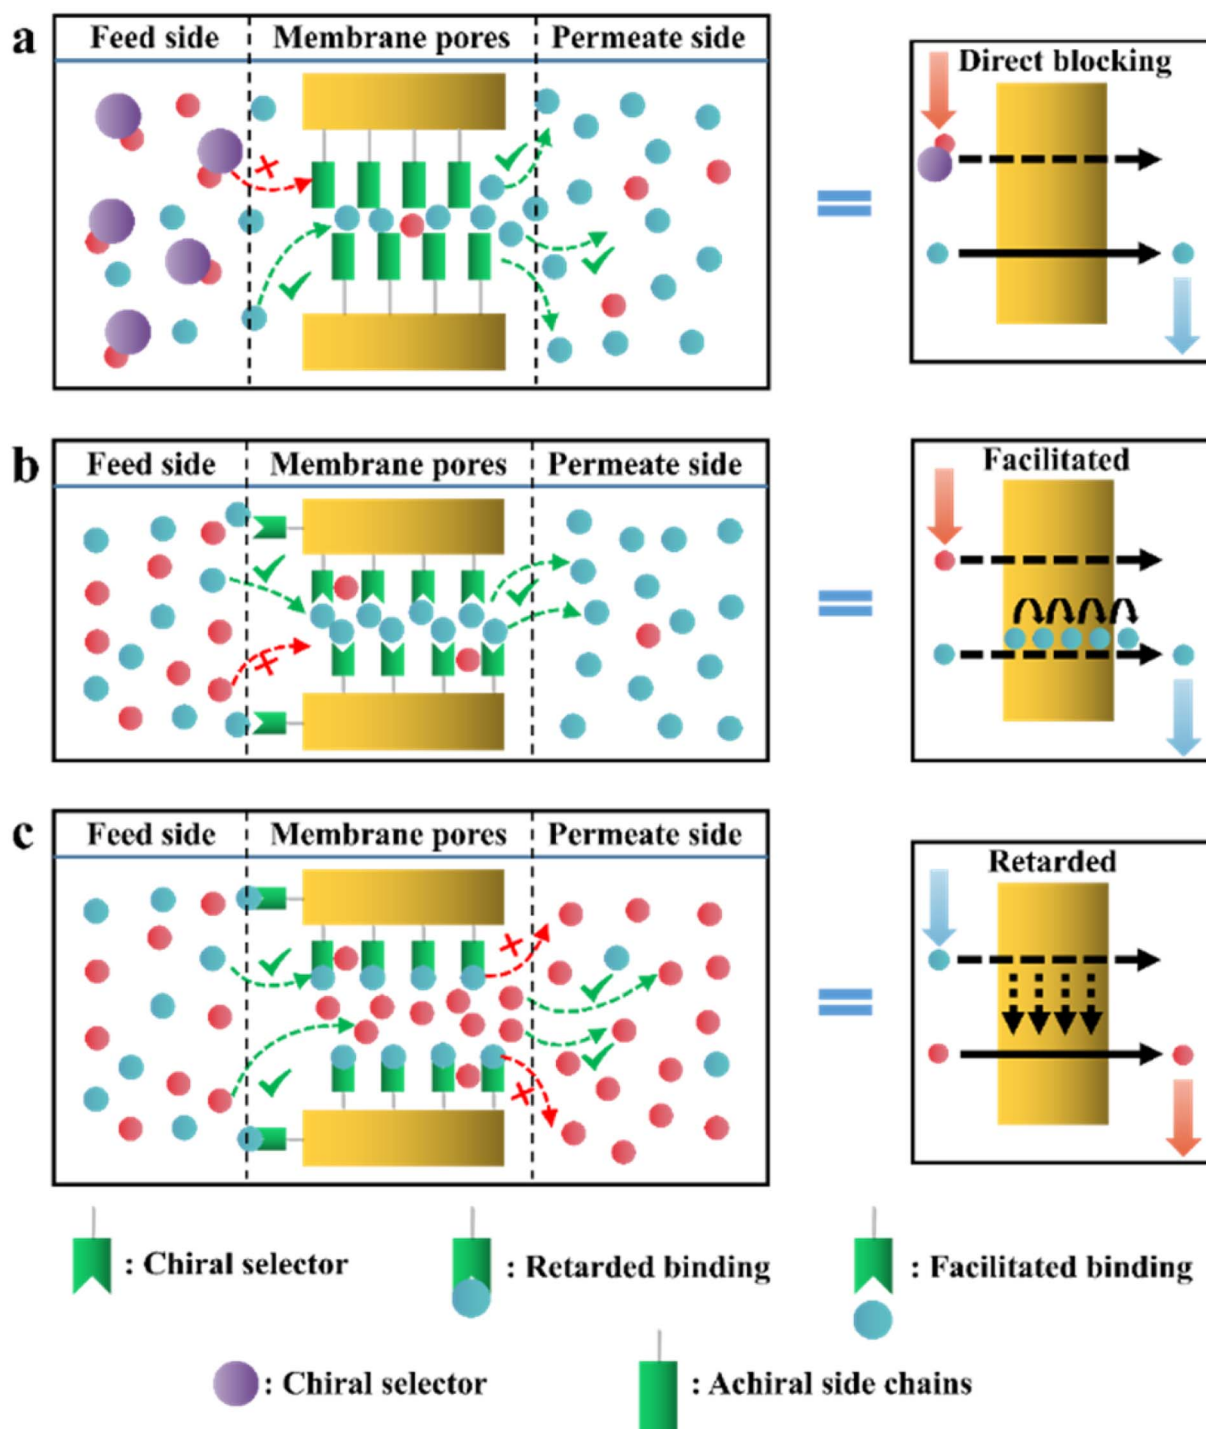 a
Feed side
Membrane pores
Permeate side
Direct blocking
b
Feed side
Membrane pores
Permeate side
Facilitated
c
Feed side
Membrane pores
Permeate side
Retarded
: Chiral selector
: Retarded binding
: Facilitated binding
: Chiral selector
: Achiral side chains